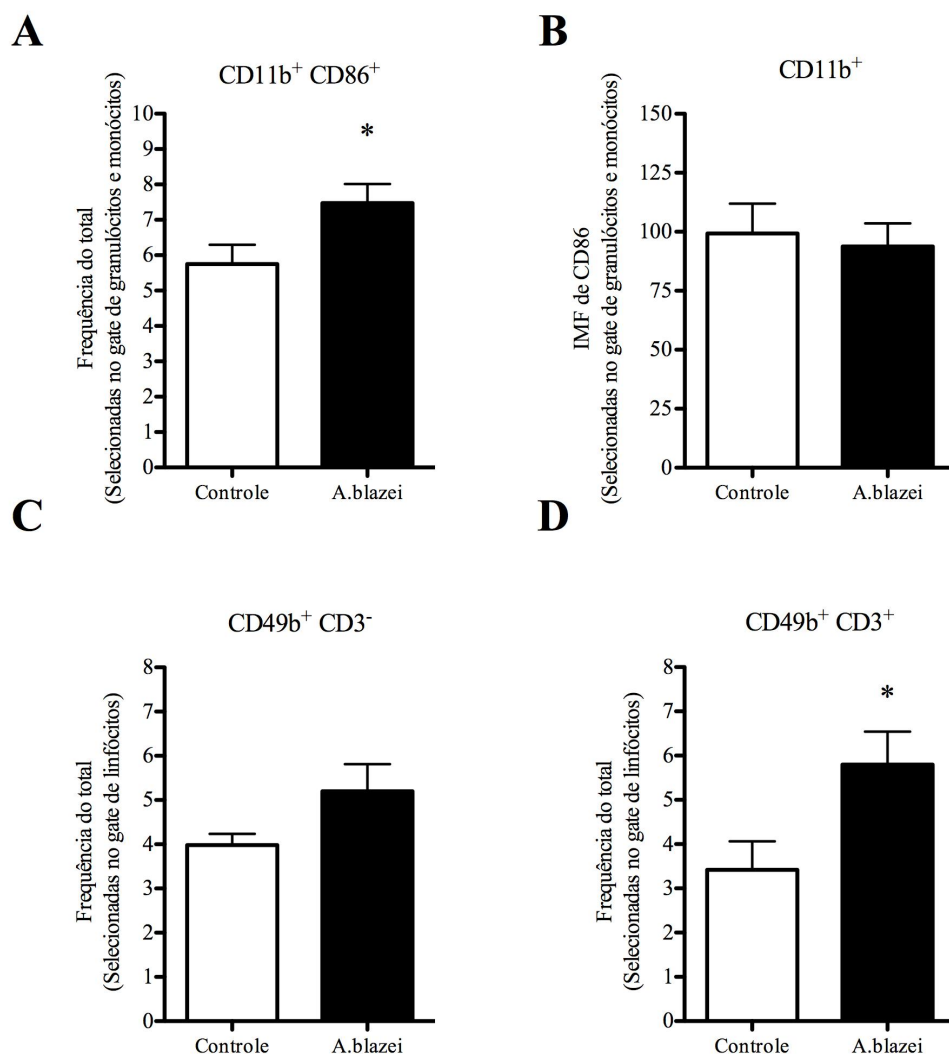 A
CD11b⁺ CD86⁺
Frequência do total
(Selecionadas no gate de granulócitos e monócitos)
10
9
8
7
6
5
4
3
2
1
0
*
Controle
A.blazei
B
CD11b⁺
IMF de CD86
(Selecionadas no gate de granulócitos e monócitos)
150
125
100
75
50
25
0
Controle
A.blazei
C
CD49b⁺ CD3⁻
Frequência do total
(Selecionadas no gate de linfócitos)
8
7
6
5
4
3
2
1
0
Controle
A.blazei
D
CD49b⁺ CD3⁺
Frequência do total
(Selecionadas no gate de linfócitos)
8
7
6
5
4
3
2
1
0
*
Controle
A.blazei